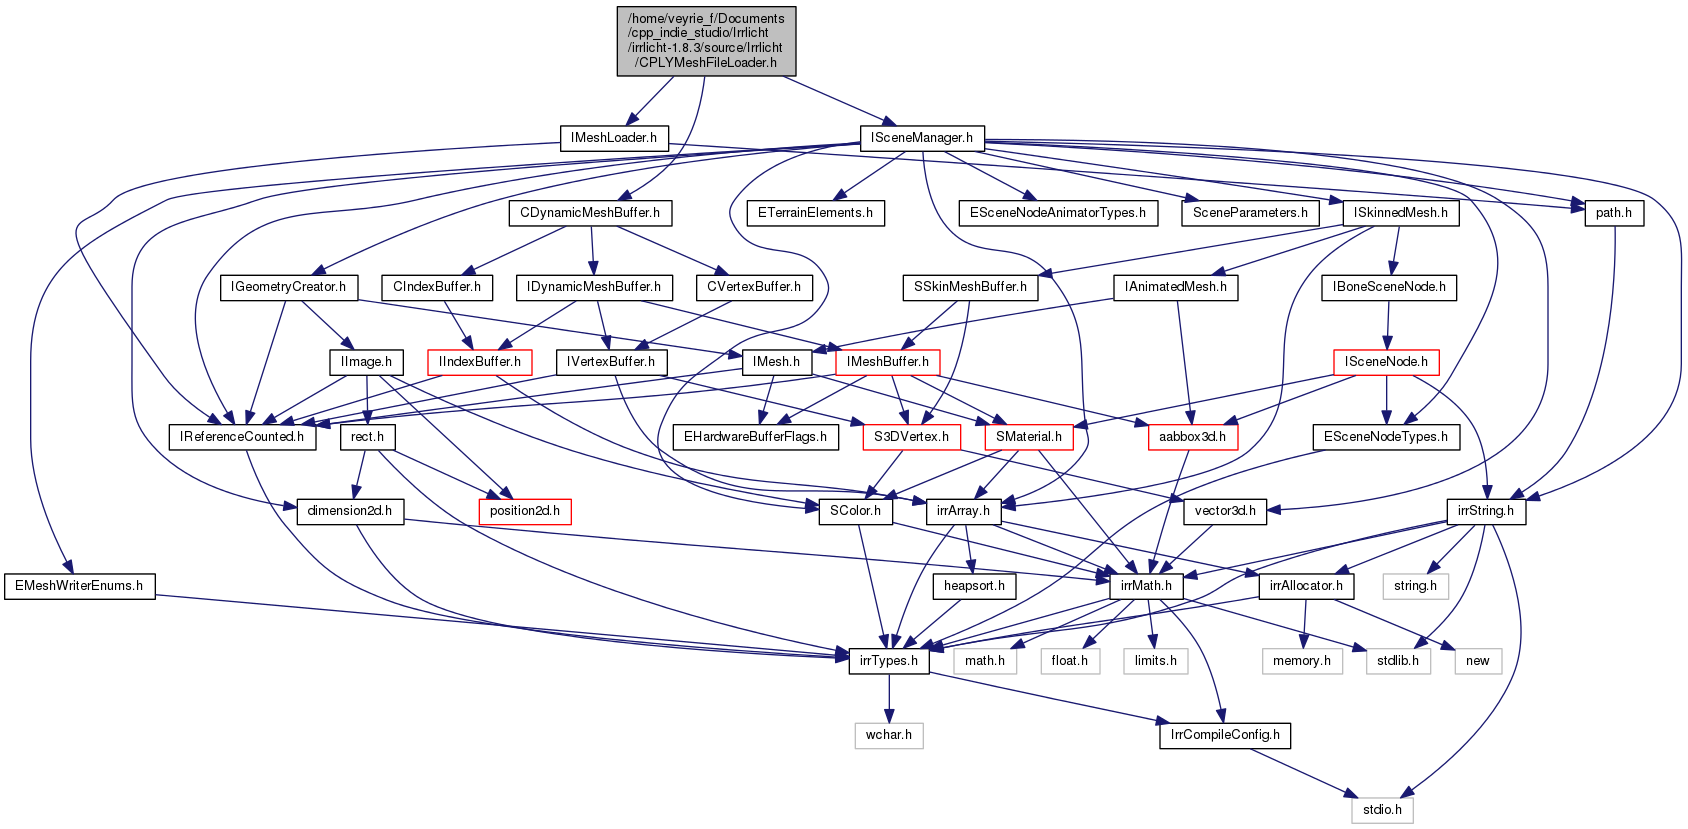 /home/veyrie_f/Documents
/cpp_indie_studio/Irrlicht
/irrlicht-1.8.3/source/Irrlicht
/CPLYMeshFileLoader.h
IMeshLoader.h
ISceneManager.h
CDynamicMeshBuffer.h
ETerrainElements.h
ESceneNodeAnimatorTypes.h
SceneParameters.h
ISkinnedMesh.h
path.h
IGeometryCreator.h
CIndexBuffer.h
IDynamicMeshBuffer.h
CVertexBuffer.h
SSkinMeshBuffer.h
IAnimatedMesh.h
IBoneSceneNode.h
IImage.h
IIndexBuffer.h
IVertexBuffer.h
IMesh.h
IMeshBuffer.h
ISceneNode.h
IReferenceCounted.h
rect.h
EHardwareBufferFlags.h
S3DVertex.h
SMaterial.h
aabbox3d.h
ESceneNodeTypes.h
dimension2d.h
position2d.h
SColor.h
irrArray.h
vector3d.h
irrString.h
EMeshWriterEnums.h
heapsort.h
irrMath.h
irrAllocator.h
string.h
irrTypes.h
math.h
float.h
limits.h
memory.h
stdlib.h
new
wchar.h
IrrCompileConfig.h
stdio.h